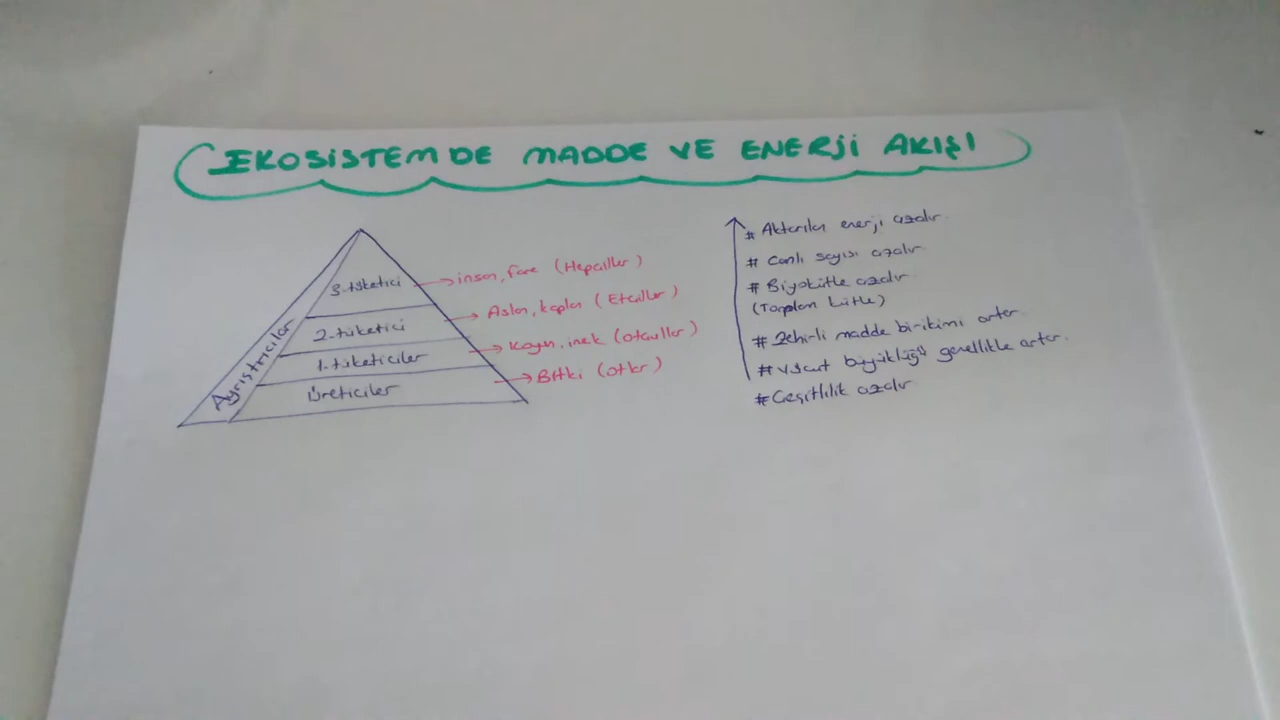 EKOSİSTEMDE MADDE VE ENERJİ AKIŞI
Ayrıştırıcılar
3.tüketici
2.tüketici
1.tüketiciler
Üreticiler
insan, fare (Hepçiller)
Aslan, kaplan (Etçiller)
Koyun, inek (otçullar)
Bitki (otlar)
# Aktarılan enerji azalır.
# Canlı sayısı azalır
# Biyokütle azalır
(Toplam kütle)
# Zehirli madde birikimi artar
# Vücut büyüklüğü genellikle artar.
# Çeşitlilik azalır